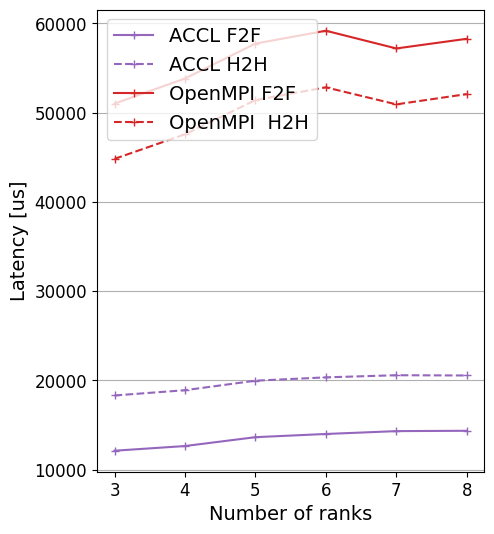 60000
50000
40000
30000
20000
10000
Latency [us]
ACCL F2F
ACCL H2H
OpenMPI F2F
OpenMPI  H2H
3 4 5 6 7 8
Number of ranks